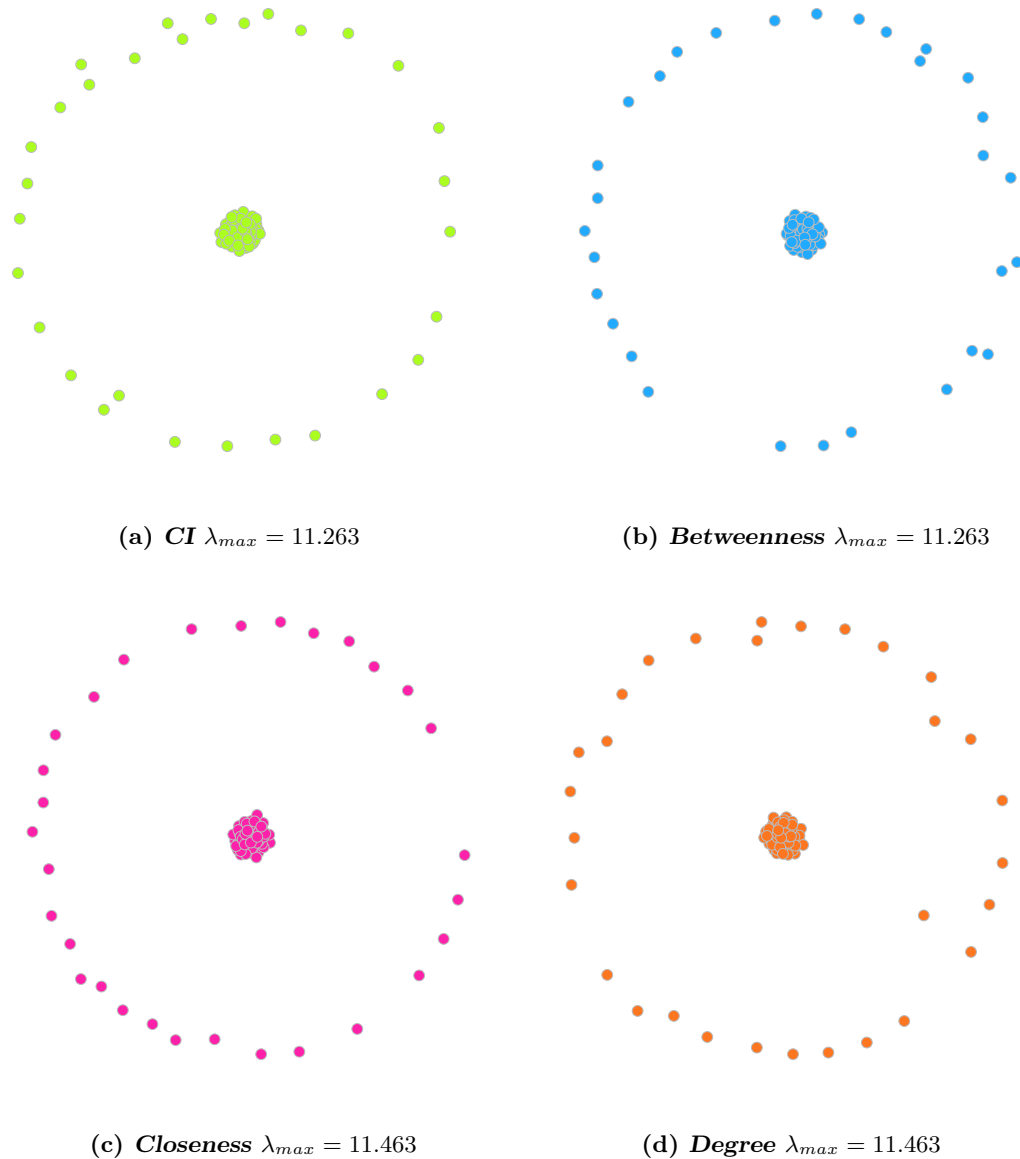 (a) CI λmax = 11.263
(b) Betweenness λmax = 11.263
(c) Closeness λmax = 11.463
(d) Degree λmax = 11.463